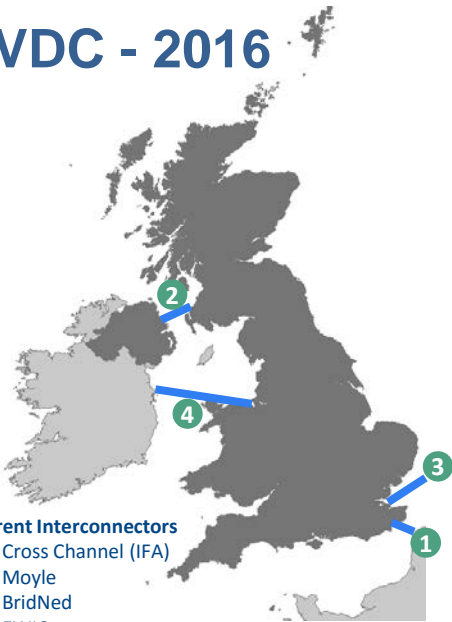 VDC - 2016
2
4
3
1
rent Interconnectors
Cross Channel (IFA)
Moyle
BridNed